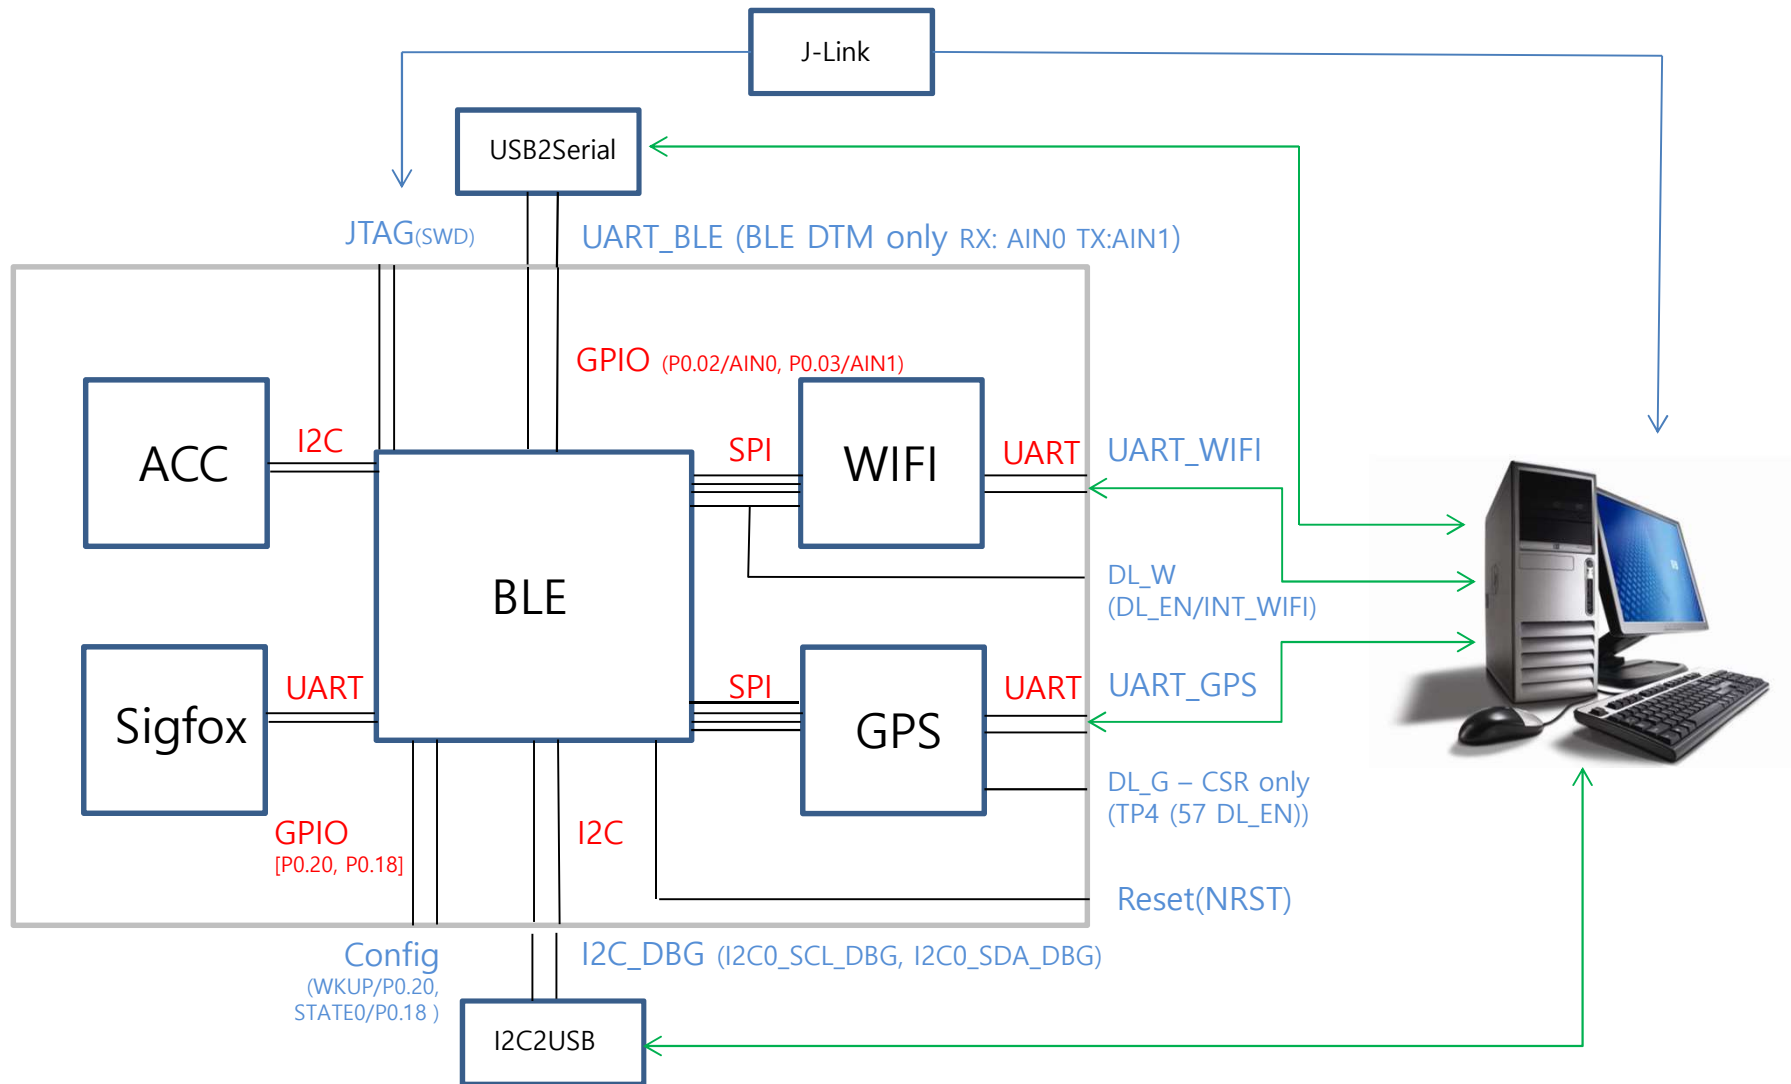 J-Link
USB2Serial
JTAG(SWD)
UART_BLE (BLE DTM only RX: AIN0 TX:AIN1)
GPIO (P0.02/AIN0, P0.03/AIN1)
ACC
I2C
SPI
WIFI
UART
UART_WIFI
BLE
DL_W
(DL_EN/INT_WIFI)
Sigfox
UART
SPI
GPS
UART
UART_GPS
DL_G – CSR only
(TP4 (57 DL_EN))
GPIO
[P0.20, P0.18]
I2C
Reset(NRST)
Config
(WKUP/P0.20,
STATE0/P0.18 )
I2C_DBG (I2C0_SCL_DBG, I2C0_SDA_DBG)
I2C2USB